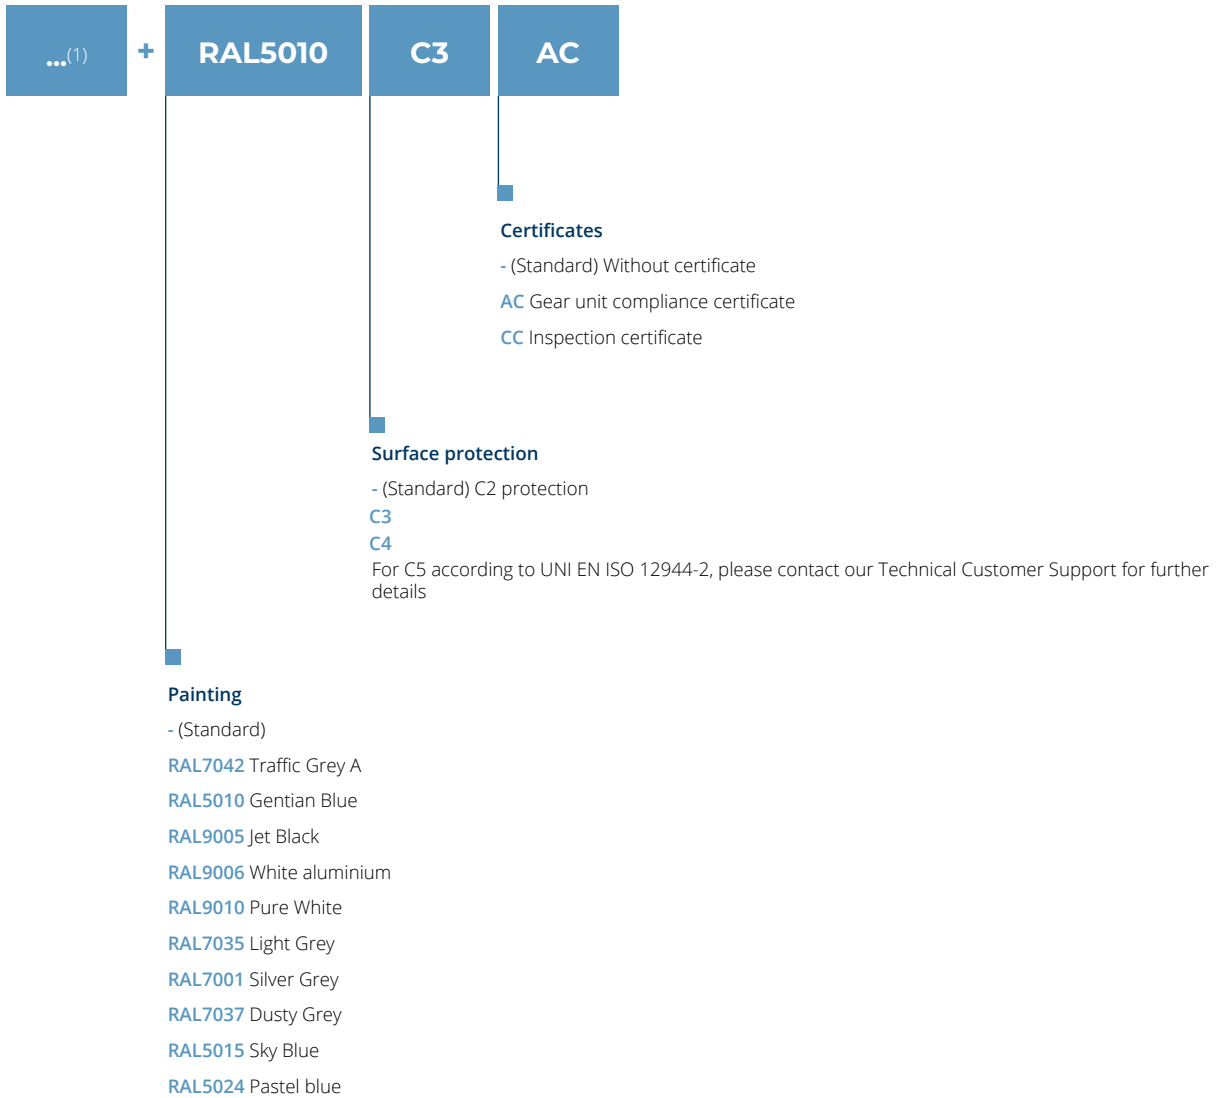 ...(1) + RAL5010 C3 AC
Certificates
- (Standard) Without certificate
AC Gear unit compliance certificate
CC Inspection certificate
Surface protection
- (Standard) C2 protection
C3
C4
For C5 according to UNI EN ISO 12944-2, please contact our Technical Customer Support for further
details
Painting
- (Standard)
RAL7042 Traffic Grey A
RAL5010 Gentian Blue
RAL9005 Jet Black
RAL9006 White aluminium
RAL9010 Pure White
RAL7035 Light Grey
RAL7001 Silver Grey
RAL7037 Dusty Grey
RAL5015 Sky Blue
RAL5024 Pastel blue